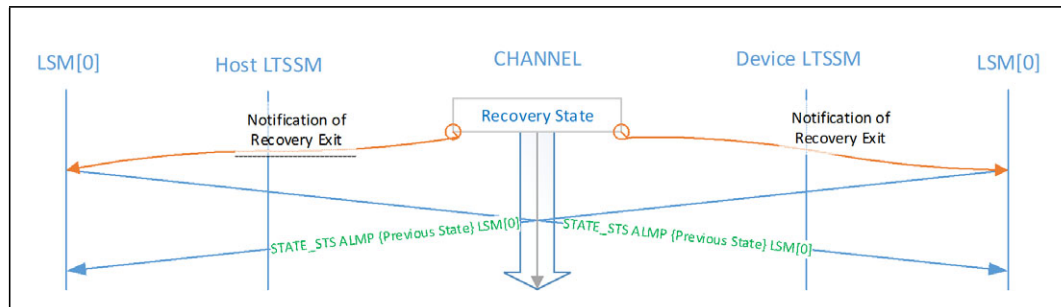 LSM[0]
Host LTSSM
CHANNEL
Device LTSSM
LSM[0]
Notification of
Recovery Exit
Recovery State
Notification of
Recovery Exit
STATE_STS ALMP {Previous State} LSM[0]
STATE_STS ALMP {Previous State} LSM[0]